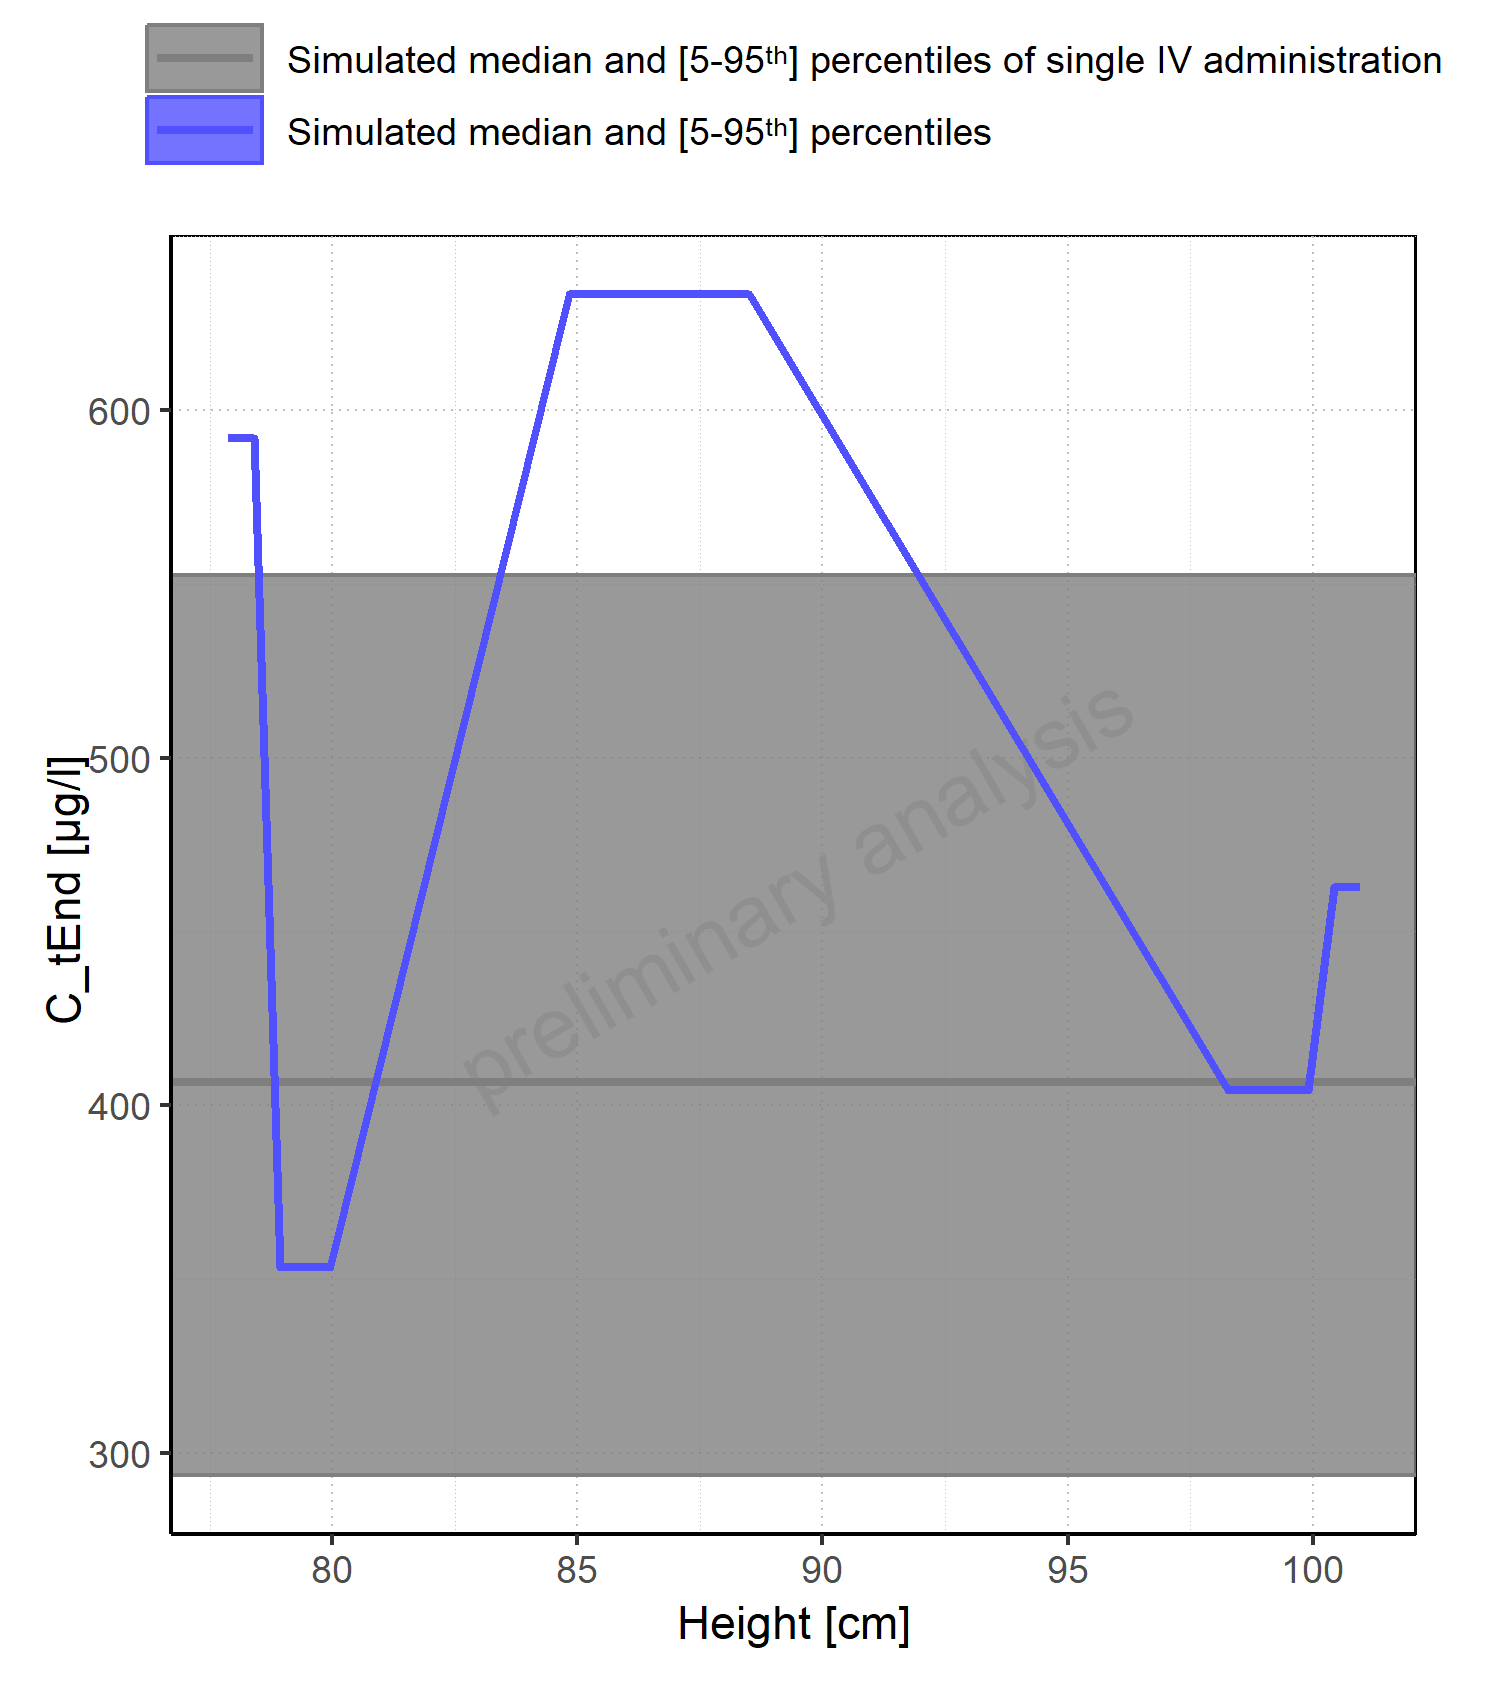 Simulated median and [5-95ᵗʰ] percentiles of single IV administration
Simulated median and [5-95ᵗʰ] percentiles
600
500
400
300
C_tEnd [µg/l]
preliminary analysis
80 85 90 95 100
Height [cm]